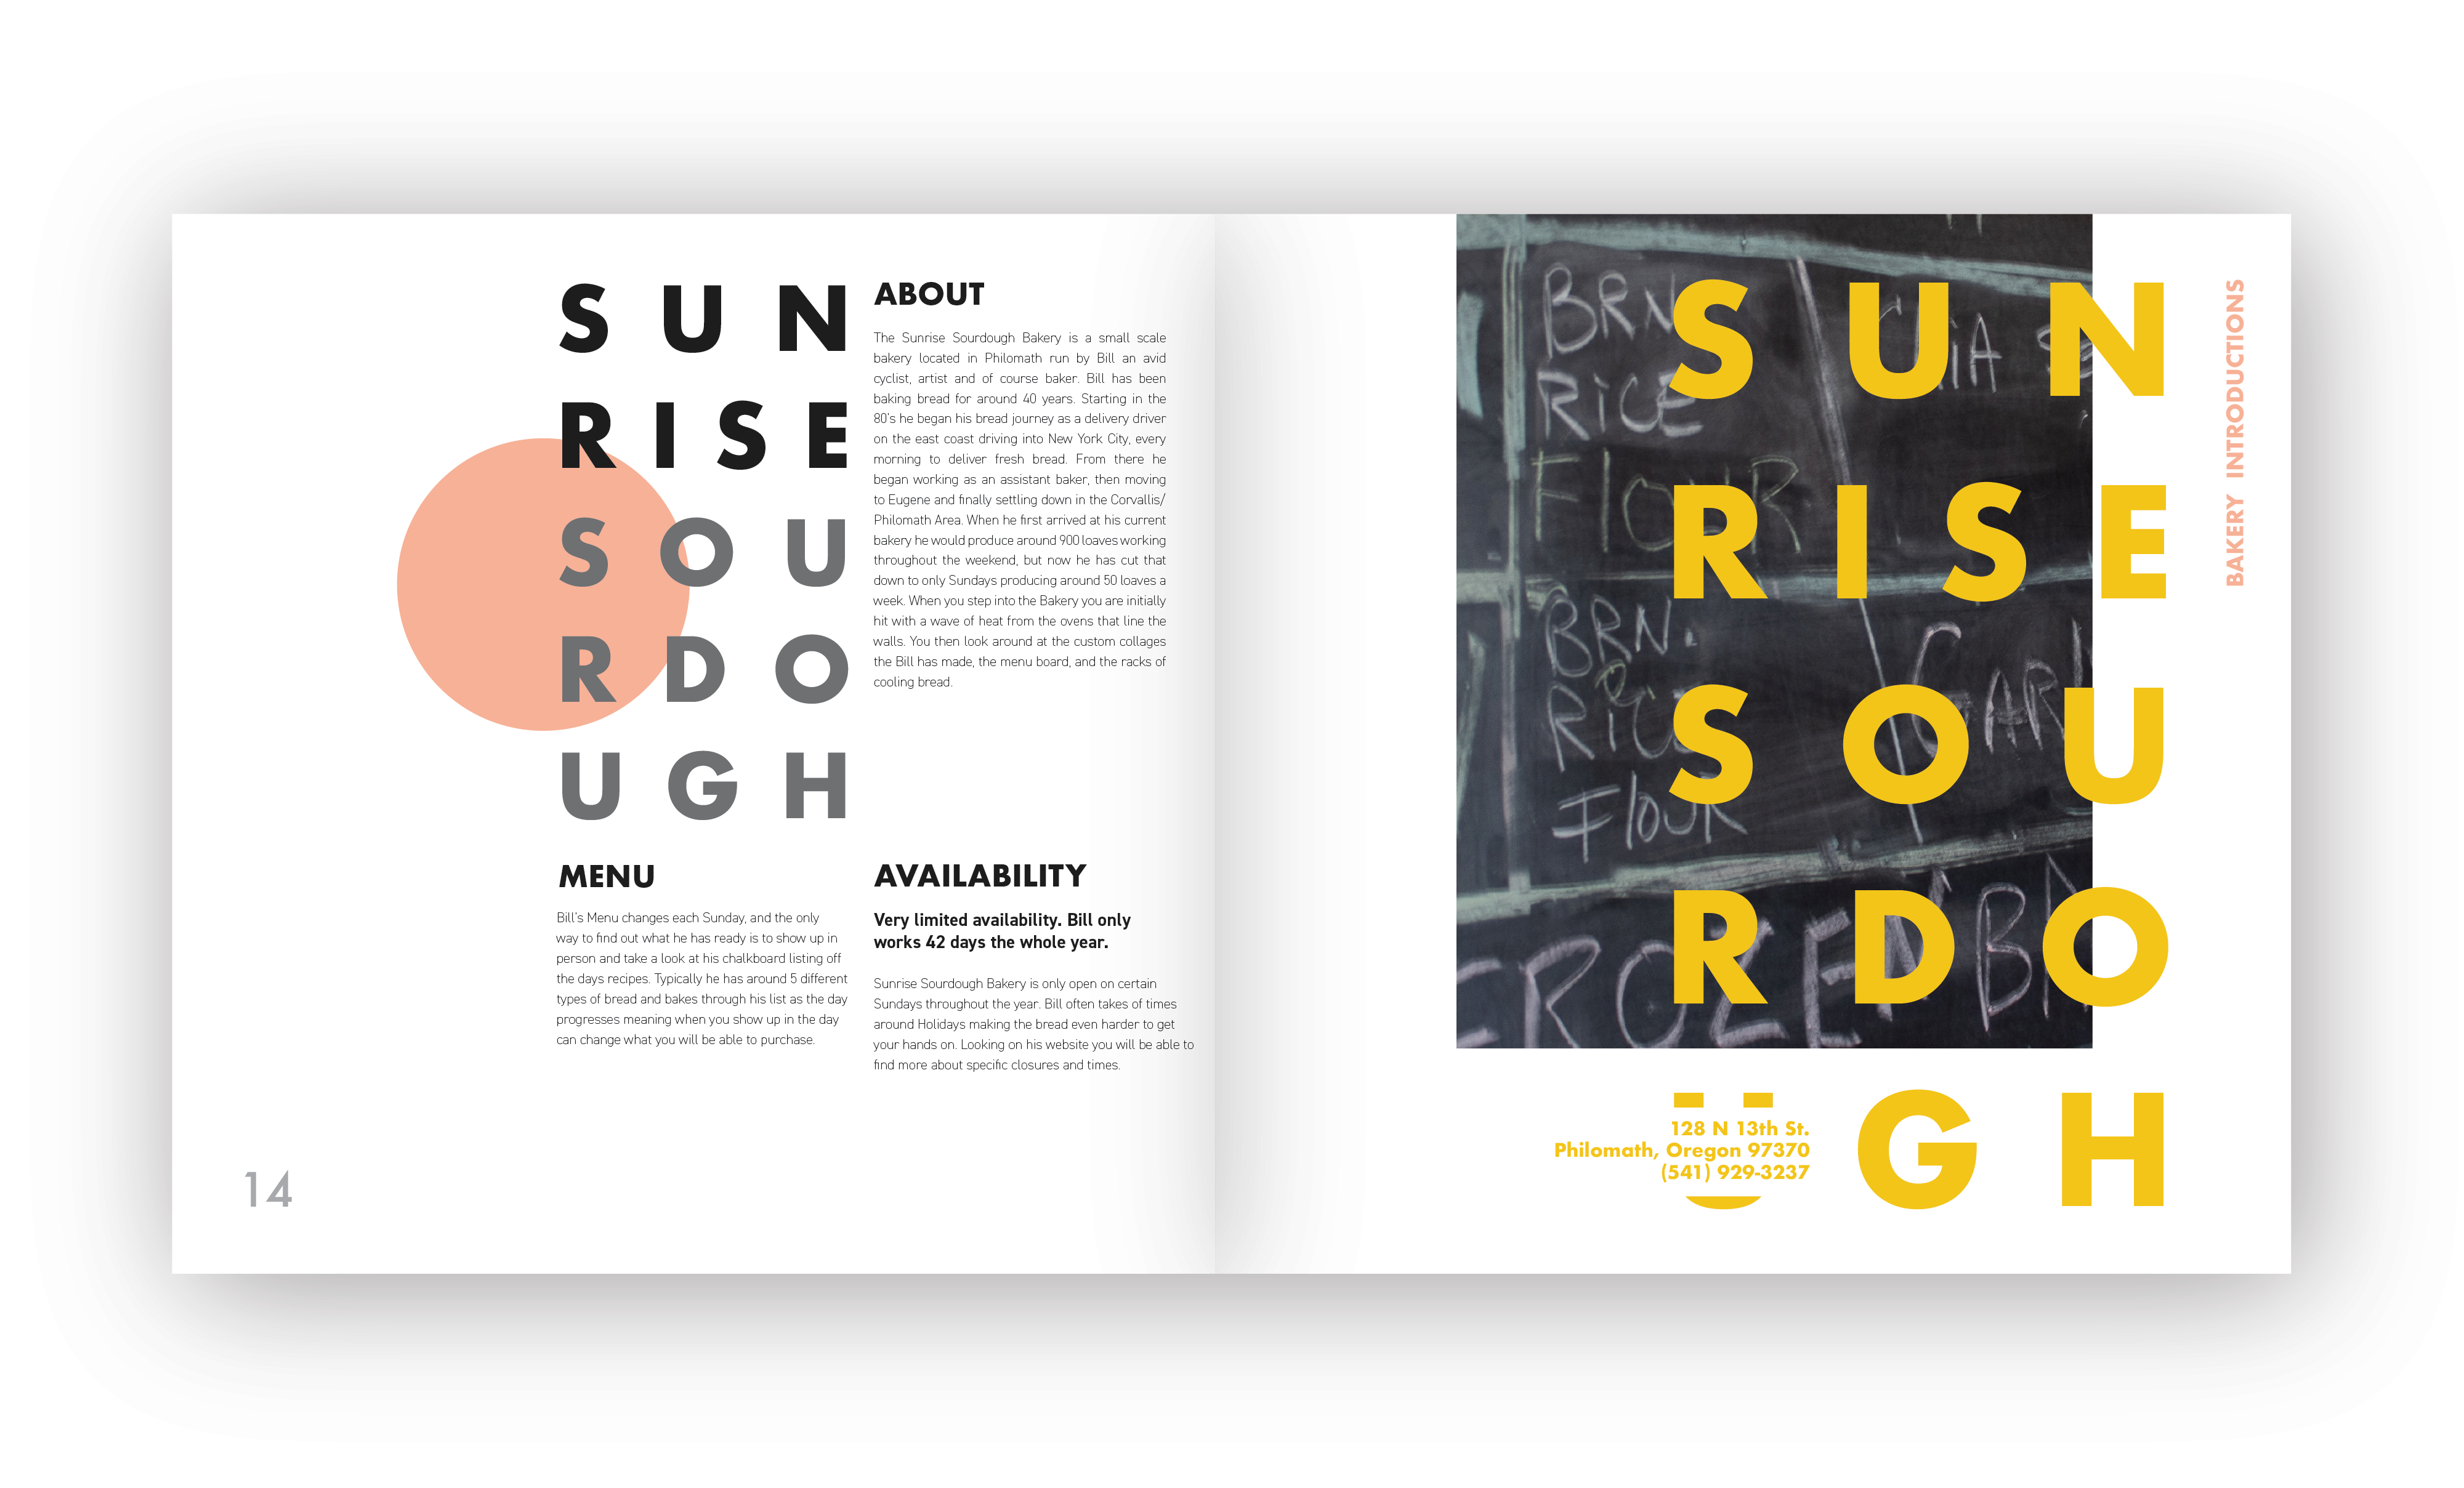 S U N
R I S E
S O U
R D O
U G H
ABOUT
The Sunrise Sourdough Bakery is a small scale
bakery located in Philomath run by Bill an avid
cyclist, artist and of course baker. Bill has been
baking bread for around 40 years. Starting in the
80's he began his bread journey as a delivery driver
on the east coast driving into New York City, every
morning to deliver fresh bread. From there he
began working as an assistant baker, then moving
to Eugene and finally settling down in the Corvallis/
Philomath Area. When he first arrived at his current
bakery he would produce around 900 loaves working
throughout the weekend, but now he has cut that
down to only Sundays producing around 50 loaves a
week. When you step into the Bakery you are initially
hit with a wave of heat from the ovens that line the
walls. You then look around at the custom collages
the Bill has made, the menu board, and the racks of
cooling bread.
MENU
Bill's Menu changes each Sunday, and the only
way to find out what he has ready is to show up in
person and take a look at his chalkboard listing off
the days recipes. Typically he has around 5 different
types of bread and bakes through his list as the day
progresses meaning when you show up in the day
can change what you will be able to purchase.
AVAILABILITY
Very limited availability. Bill only
works 42 days the whole year.
Sunrise Sourdough Bakery is only open on certain
Sundays throughout the year. Bill often takes of times
around Holidays making the bread even harder to get
your hands on. Looking on his website you will be able to
find more about specific closures and times.
14
S U N
R I S E
S O U
R D O
U G H
BRN
RiCE
FlOUR
BRN.
RiCE
FlOUR
FROZEN
128 N 13th St.
Philomath, Oregon 97370
(541) 929-3237
BAKERY INTRODUCTIONS